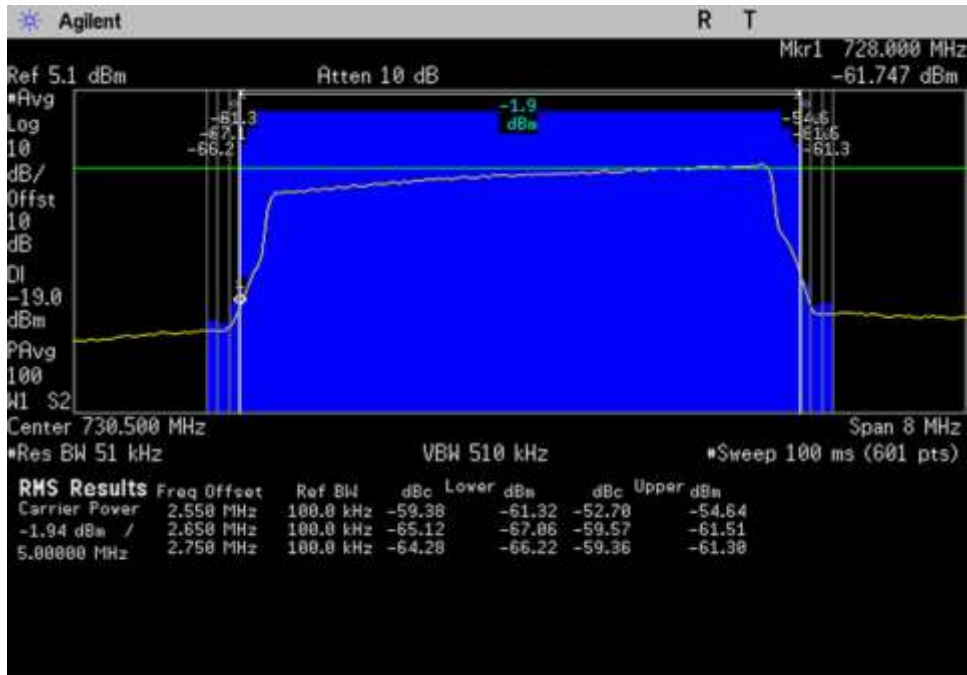 Agilent R T
Mkr1 728.000 MHz
Ref 5.1 dBm Atten 10 dB -61.747 dBm
#Avg
Log
10
dB/
Offst
10
dB
DI
-19.0
dBm
PAvg
100
W1 S2
-61.3
-67.1
-66.2
-1.9
dBm
-54.6
-61.5
-61.3
1
Center 730.500 MHz Span 8 MHz
#Res BW 51 kHz VBW 510 kHz #Sweep 100 ms (601 pts)
RMS Results Freq Offset Ref BW dBc Lower dBm dBc Upper dBm
Carrier Power 2.550 MHz 100.0 kHz -59.38 -61.32 -52.70 -54.64
-1.94 dBm / 2.650 MHz 100.0 kHz -65.12 -67.06 -59.57 -61.51
5.00000 MHz 2.750 MHz 100.0 kHz -64.28 -66.22 -59.36 -61.30